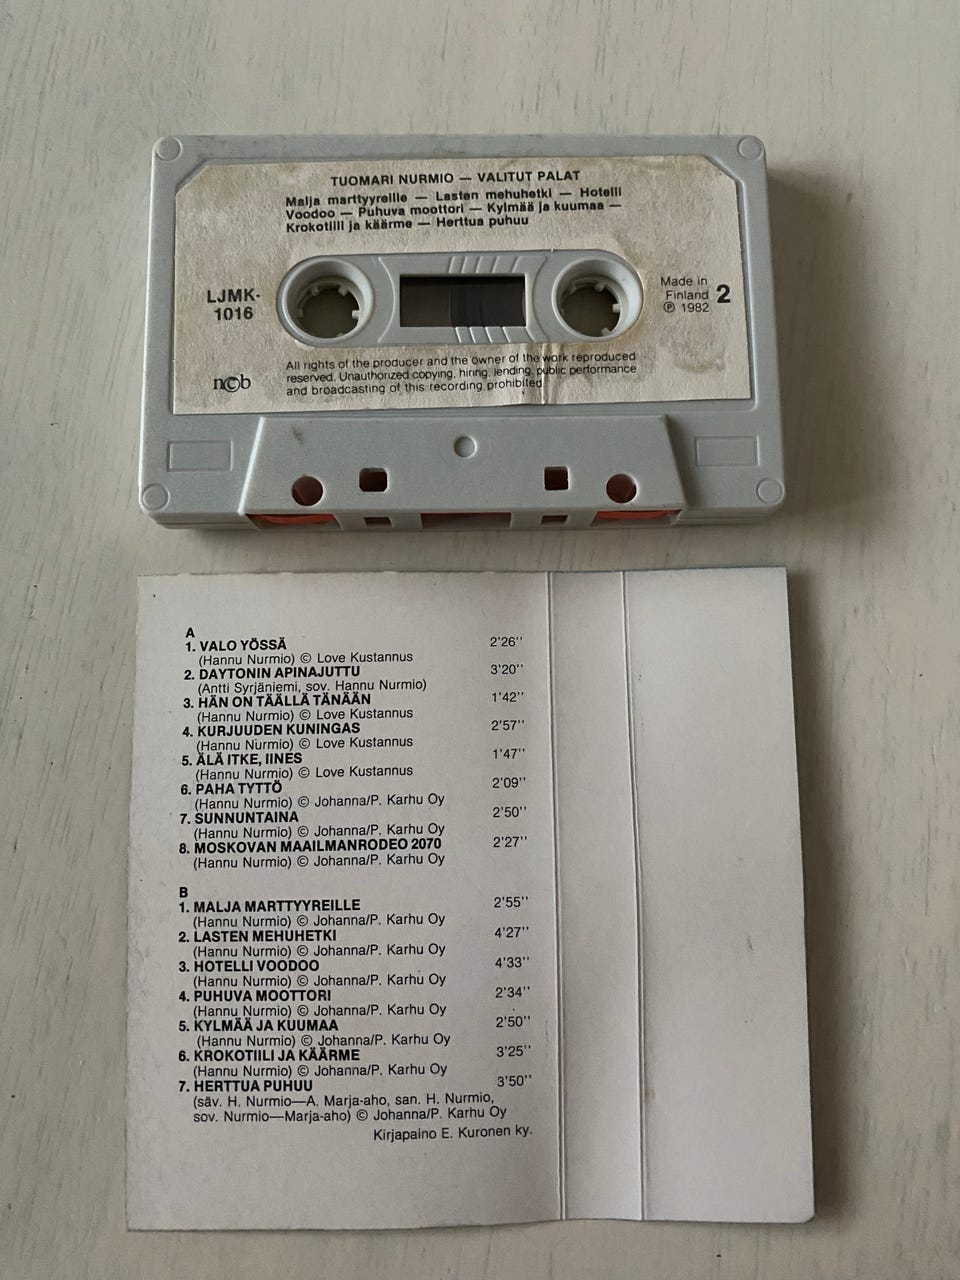 TUOMARI NURMIO — VALITUT PALAT
Malja marttyyreille — Lasten mehuhetki — Hotelli
Voodoo — Puhuva moottori — Kylmää ja kuumaa —
Krokotiili ja käärme — Herttua puhuu
LJMK-
1016
Made in
Finland
℗ 1982
2
ncb
All rights of the producer and the owner of the work reproduced
reserved. Unauthorized copying, hiring, lending, public performance
and broadcasting of this recording prohibited
A
1. VALO YÖSSÄ 2'26''
(Hannu Nurmio) © Love Kustannus
2. DAYTONIN APINAJUTTU 3'20''
(Antti Syrjäniemi, sov. Hannu Nurmio)
3. HÄN ON TÄÄLLÄ TÄNÄÄN 1'42''
(Hannu Nurmio) © Love Kustannus
4. KURJUUDEN KUNINGAS 2'57''
(Hannu Nurmio) © Love Kustannus
5. ÄLÄ ITKE, IINES 1'47''
(Hannu Nurmio) © Love Kustannus
6. PAHA TYTTÖ 2'09''
(Hannu Nurmio) © Johanna/P. Karhu Oy
7. SUNNUNTAINA 2'50''
(Hannu Nurmio) © Johanna/P. Karhu Oy
8. MOSKOVAN MAAILMANRODEO 2070 2'27''
(Hannu Nurmio) © Johanna/P. Karhu Oy
B
1. MALJA MARTTYYREILLE 2'55''
(Hannu Nurmio) © Johanna/P. Karhu Oy
2. LASTEN MEHUHETKI 4'27''
(Hannu Nurmio) © Johanna/P. Karhu Oy
3. HOTELLI VOODOO 4'33''
(Hannu Nurmio) © Johanna/P. Karhu Oy
4. PUHUVA MOOTTORI 2'34''
(Hannu Nurmio) © Johanna/P. Karhu Oy
5. KYLMÄÄ JA KUUMAA 2'50''
(Hannu Nurmio) © Johanna/P. Karhu Oy
6. KROKOTIILI JA KÄÄRME 3'25''
(Hannu Nurmio) © Johanna/P. Karhu Oy
7. HERTTUA PUHUU 3'50''
(säv. H. Nurmio—A. Marja-aho, san. H. Nurmio,
sov. Nurmio—Marja-aho) © Johanna/P. Karhu Oy
Kirjapaino E. Kuronen ky.